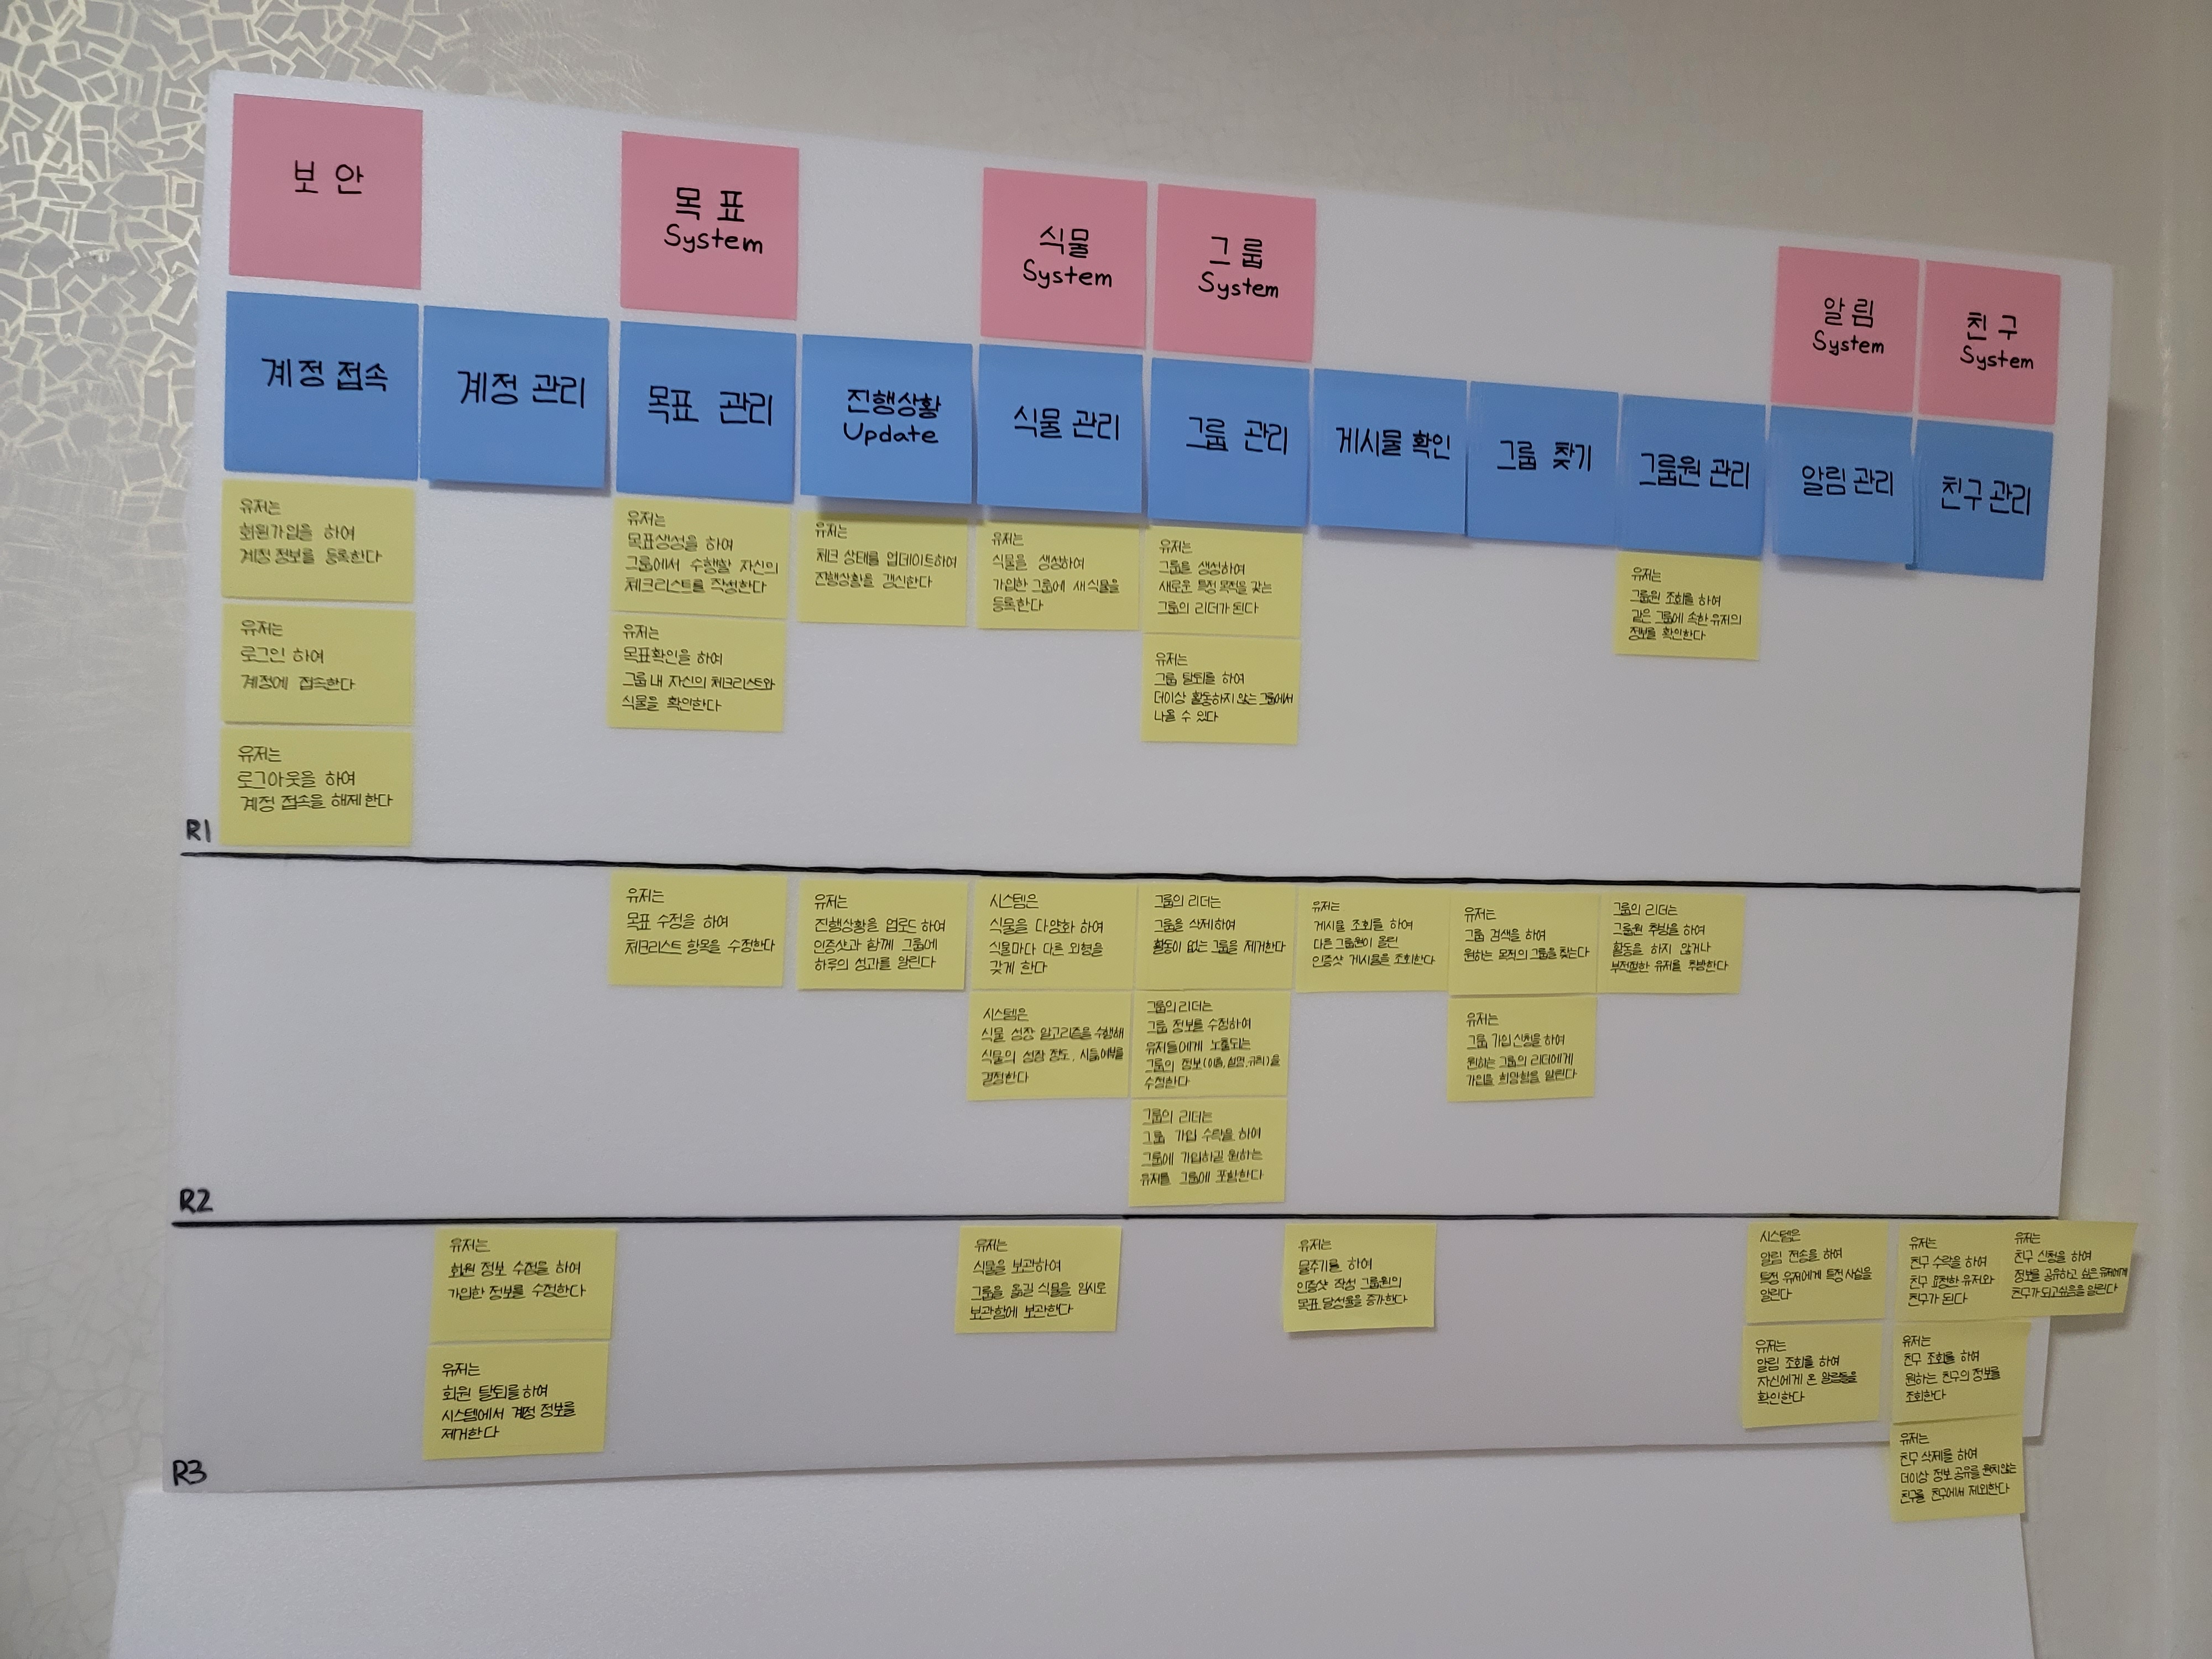 보안
목표
System
식물
System
그룹
System
알림
System
친구
System
계정 접속
계정 관리
목표 관리
진행상황
Update
식물 관리
그룹 관리
게시물 확인
그룹 찾기
그룹원 관리
알림 관리
친구 관리
유저는
회원가입을 하여
계정 정보를 등록한다
유저는
로그인 하여
계정에 접속한다
유저는
로그아웃을 하여
계정 접속을 해제한다
유저는
목표생성을 하여
그룹에서 수행할 자신의
체크리스트를 작성한다
유저는
목표확인을 하여
그룹 내 자신의 체크리스트와
식물을 확인한다
유저는
체크 상태를 업데이트하여
진행상황을 갱신한다
유저는
식물을 생성하여
가입한 그룹에 새 식물을
등록한다
유저는
그룹을 생성하여
새로운 특정 목적을 갖는
그룹의 리더가 된다
유저는
그룹 탈퇴를 하여
더이상 활동하지 않는 그룹에서
나올 수 있다
유저는
그룹원 조회를 하여
같은 그룹에 속한 유저의
정보를 확인한다
R1
유저는
목표 수정을 하여
체크리스트 항목을 수정한다
유저는
진행상황을 업로드 하여
인증샷과 함께 그룹에
하루의 성과를 알린다
시스템은
식물을 다양화 하여
식물마다 다른 외형을
갖게 한다
시스템은
식물 성장 알고리즘을 수행해
식물의 성장 정도, 시듦여부를
결정한다
그룹의 리더는
그룹을 삭제하여
활동이 없는 그룹을 제거한다
그룹의 리더는
그룹 정보를 수정하여
유저들에게 노출되는
그룹의 정보(이름,설명,규칙)을
수정한다
그룹의 리더는
그룹 가입 수락을 하여
그룹에 가입하길 원하는
유저를 그룹에 포함한다
유저는
게시물 조회를 하여
다른 그룹원이 올린
인증샷 게시물을 조회한다
유저는
그룹 검색을 하여
원하는 목적의 그룹을 찾는다
유저는
그룹 가입 신청을 하여
원하는 그룹의 리더에게
가입을 희망함을 알린다
그룹의 리더는
그룹원 추방을 하여
활동을 하지 않거나
부적절한 유저를 추방한다
R2
유저는
회원 정보 수정을 하여
가입한 정보를 수정한다
유저는
회원 탈퇴를 하여
시스템에서 계정 정보를
제거한다
유저는
식물을 보관하여
그룹을 옮길 식물을 임시로
보관함에 보관한다
유저는
물주기를 하여
인증샷 작성 그룹원의
목표 달성율을 증가한다
시스템은
알림 전송을 하여
특정 유저에게 특정 사실을
알린다
유저는
알림 조회를 하여
자신에게 온 알림들을
확인한다
유저는
친구 수락을 하여
친구 요청한 유저와
친구가 된다
유저는
친구 신청을 하여
정보를 공유하고 싶은 유저에게
친구가 되고싶음을 알린다
유저는
친구 조회를 하여
원하는 친구의 정보를
조회한다
유저는
친구 삭제를 하여
더이상 정보 공유를 원치않는
친구를 친구에서 제외한다
R3